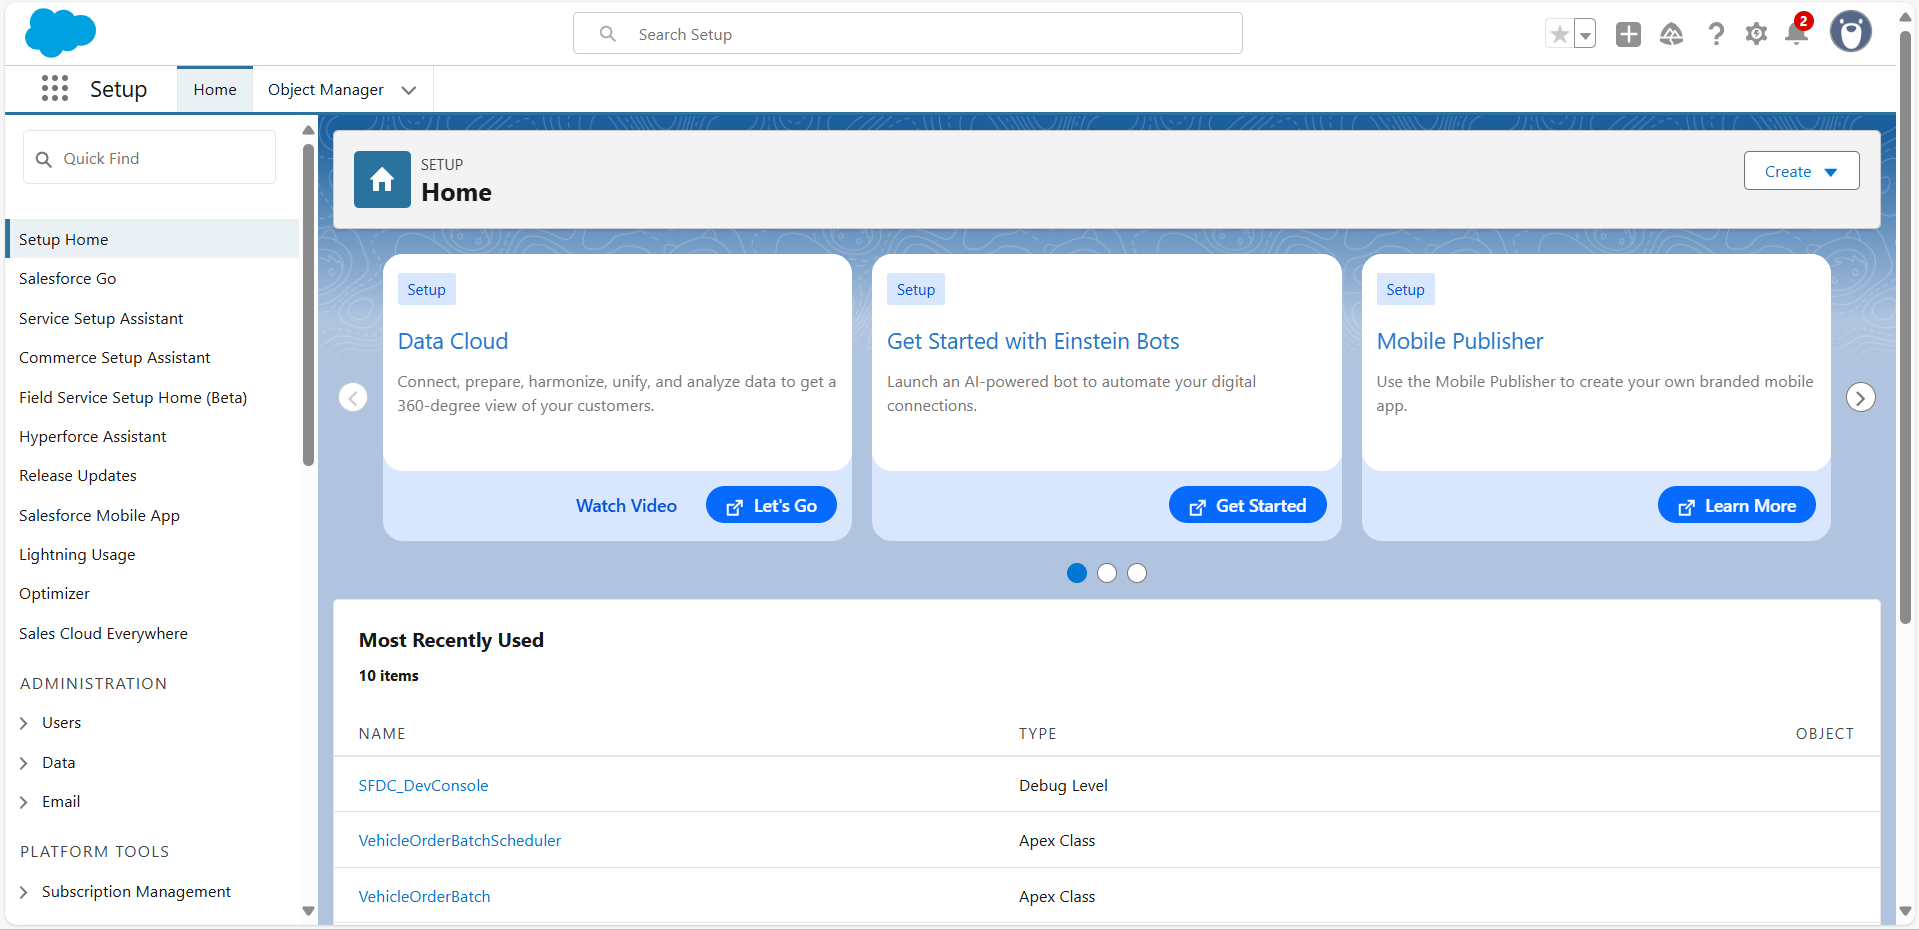 Search Setup
2
Setup
Home
Object Manager
Quick Find
Setup Home
Salesforce Go
Service Setup Assistant
Commerce Setup Assistant
Field Service Setup Home (Beta)
Hyperforce Assistant
Release Updates
Salesforce Mobile App
Lightning Usage
Optimizer
Sales Cloud Everywhere
ADMINISTRATION
Users
Data
Email
PLATFORM TOOLS
Subscription Management
SETUP
Home
Create
Setup
Data Cloud
Connect, prepare, harmonize, unify, and analyze data to get a
360-degree view of your customers.
Watch Video
Let's Go
Setup
Get Started with Einstein Bots
Launch an AI-powered bot to automate your digital
connections.
Get Started
Setup
Mobile Publisher
Use the Mobile Publisher to create your own branded mobile
app.
Learn More
Most Recently Used
10 items
NAME TYPE OBJECT
SFDC_DevConsole Debug Level
VehicleOrderBatchScheduler Apex Class
VehicleOrderBatch Apex Class